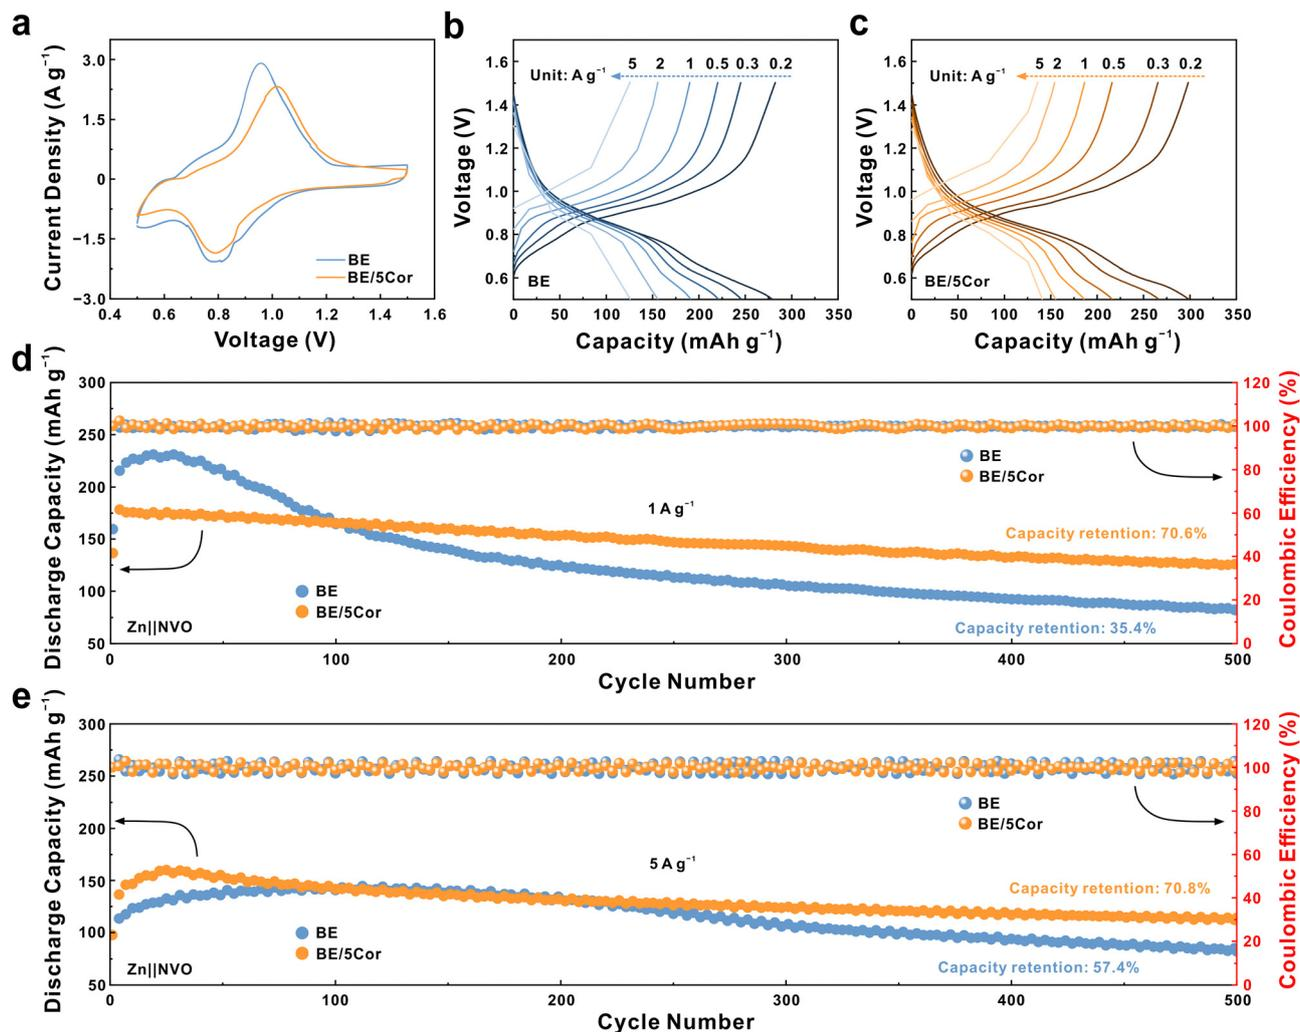 a
Current Density (A g⁻¹)
3.0
1.5
0
−1.5
−3.0
BE
BE/5Cor
0.4 0.6 0.8 1.0 1.2 1.4 1.6
Voltage (V)
b
Voltage (V)
1.6
1.4
1.2
1.0
0.8
0.6
Unit: A g⁻¹ 5 2 1 0.5 0.3 0.2
BE
0 50 100 150 200 250 300 350
Capacity (mAh g⁻¹)
c
Voltage (V)
1.6
1.4
1.2
1.0
0.8
0.6
Unit: A g⁻¹ 5 2 1 0.5 0.3 0.2
BE/5Cor
0 50 100 150 200 250 300 350
Capacity (mAh g⁻¹)
d
Discharge Capacity (mAh g⁻¹)
300
250
200
150
100
50
BE
BE/5Cor
1 A g⁻¹
Capacity retention: 70.6%
BE
BE/5Cor
Zn||NVO
Capacity retention: 35.4%
120
100
80
60
40
20
0
Coulombic Efficiency (%)
0 100 200 300 400 500
Cycle Number
e
Discharge Capacity (mAh g⁻¹)
300
250
200
150
100
50
BE
BE/5Cor
5 A g⁻¹
Capacity retention: 70.8%
BE
BE/5Cor
Zn||NVO
Capacity retention: 57.4%
120
100
80
60
40
20
0
Coulombic Efficiency (%)
0 100 200 300 400 500
Cycle Number